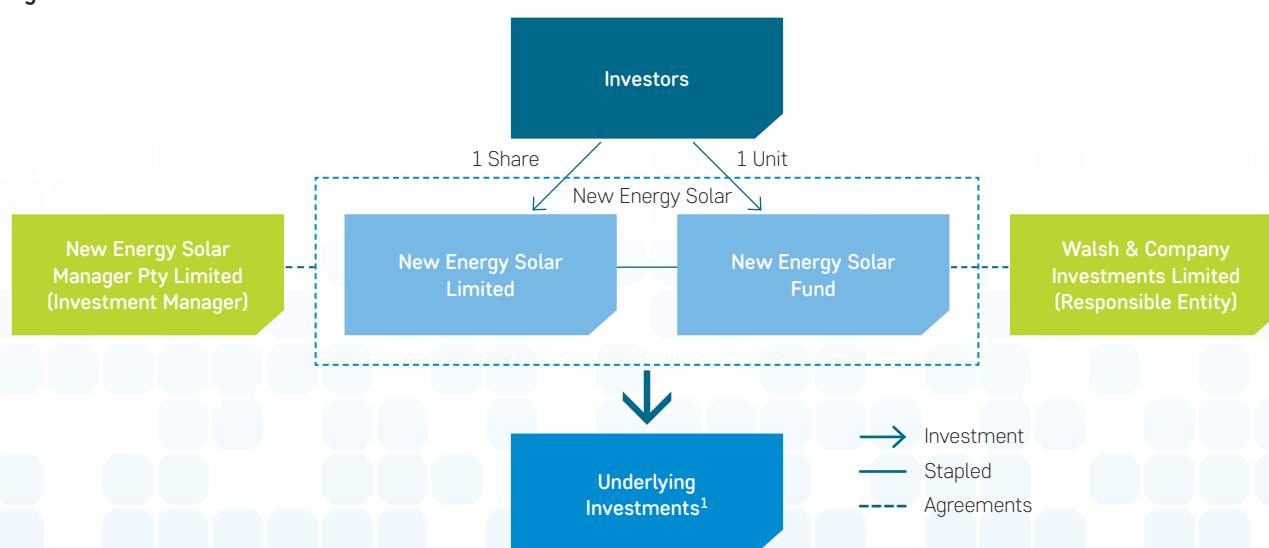 Investors
1 Share
1 Unit
New Energy Solar
New Energy Solar
Manager Pty Limited
(Investment Manager)
New Energy Solar
Limited
New Energy Solar
Fund
Walsh & Company
Investments Limited
(Responsible Entity)
Underlying
Investments¹
Investment
Stapled
Agreements